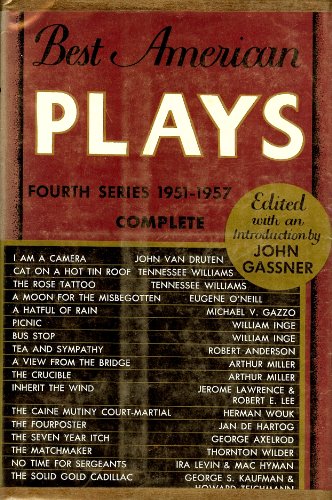 Best American
PLAYS
FOURTH SERIES 1951-1957
COMPLETE
Edited
with an
Introduction by
JOHN
GASSNER
I AM A CAMERA JOHN VAN DRUTEN
CAT ON A HOT TIN ROOF TENNESSEE WILLIAMS
THE ROSE TATTOO TENNESSEE WILLIAMS
A MOON FOR THE MISBEGOTTEN EUGENE O'NEILL
A HATFUL OF RAIN MICHAEL V. GAZZO
PICNIC WILLIAM INGE
BUS STOP WILLIAM INGE
TEA AND SYMPATHY ROBERT ANDERSON
A VIEW FROM THE BRIDGE ARTHUR MILLER
THE CRUCIBLE ARTHUR MILLER
INHERIT THE WIND JEROME LAWRENCE &
ROBERT E. LEE
THE CAINE MUTINY COURT-MARTIAL HERMAN WOUK
THE FOURPOSTER JAN DE HARTOG
THE SEVEN YEAR ITCH GEORGE AXELROD
THE MATCHMAKER THORNTON WILDER
NO TIME FOR SERGEANTS IRA LEVIN & MAC HYMAN
THE SOLID GOLD CADILLAC GEORGE S. KAUFMAN &
HOWARD TEICHMANN